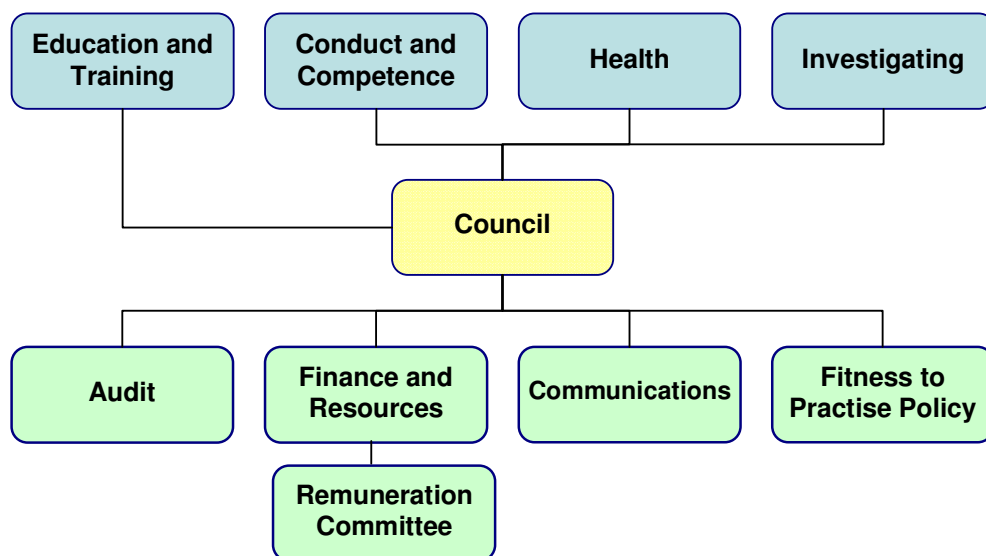 Education and
Training
Conduct and
Competence
Health
Investigating
Council
Audit
Finance and
Resources
Communications
Fitness to
Practise Policy
Remuneration
Committee